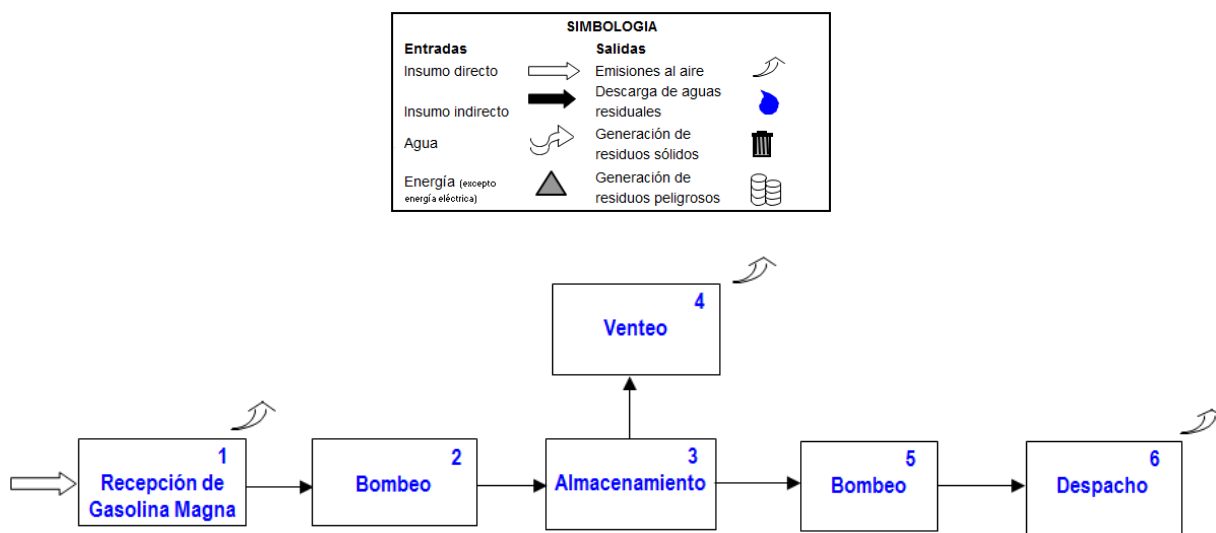 SIMBOLOGIA
Entradas
Salidas
Insumo directo
Emisiones al aire
Insumo indirecto
Descarga de aguas
residuales
Agua
Generación de
residuos sólidos
Energía (excepto
energía eléctrica)
Generación de
residuos peligrosos
4
Venteo
1
Recepción de
Gasolina Magna
2
Bombeo
3
Almacenamiento
5
Bombeo
6
Despacho